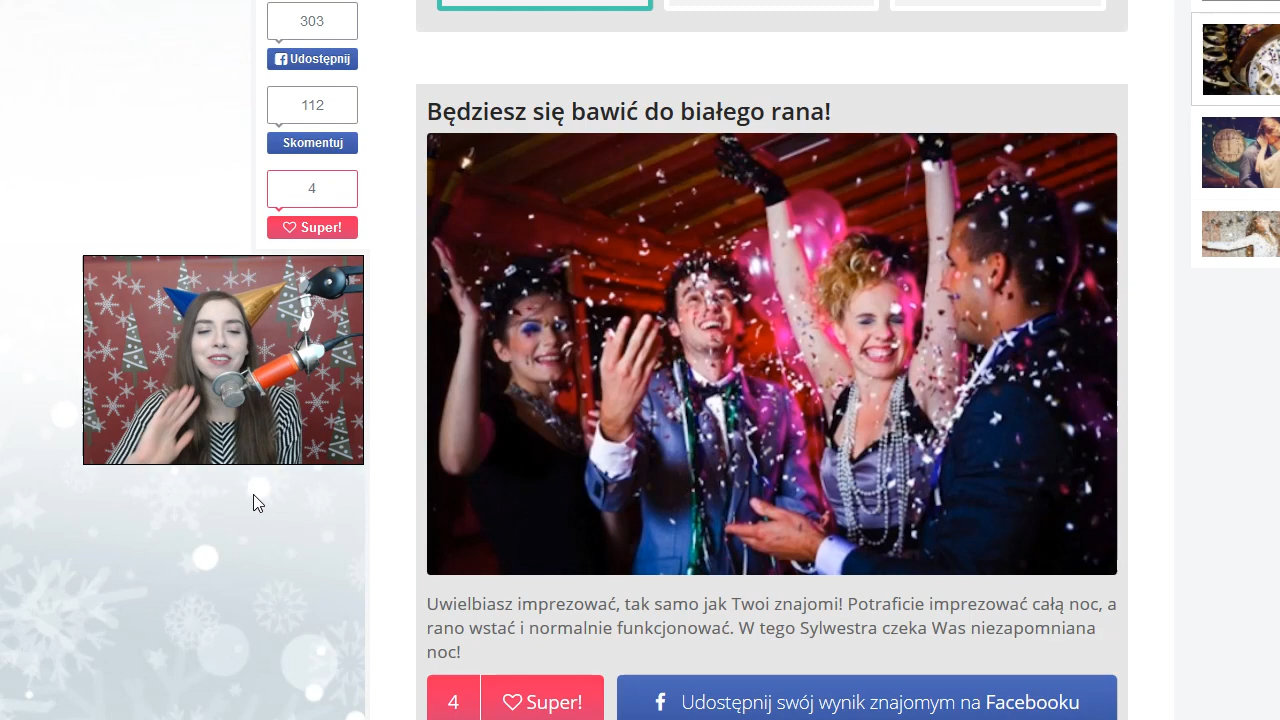 303
Udostępnij
112
Skomentuj
4
Super!
Będziesz się bawić do białego rana!
Uwielbiasz imprezować, tak samo jak Twoi znajomi! Potraficie imprezować całą noc, a
rano wstać i normalnie funkcjonować. W tego Sylwestra czeka Was niezapomniana
noc!
4 Super!
Udostępnij swój wynik znajomym na Facebooku